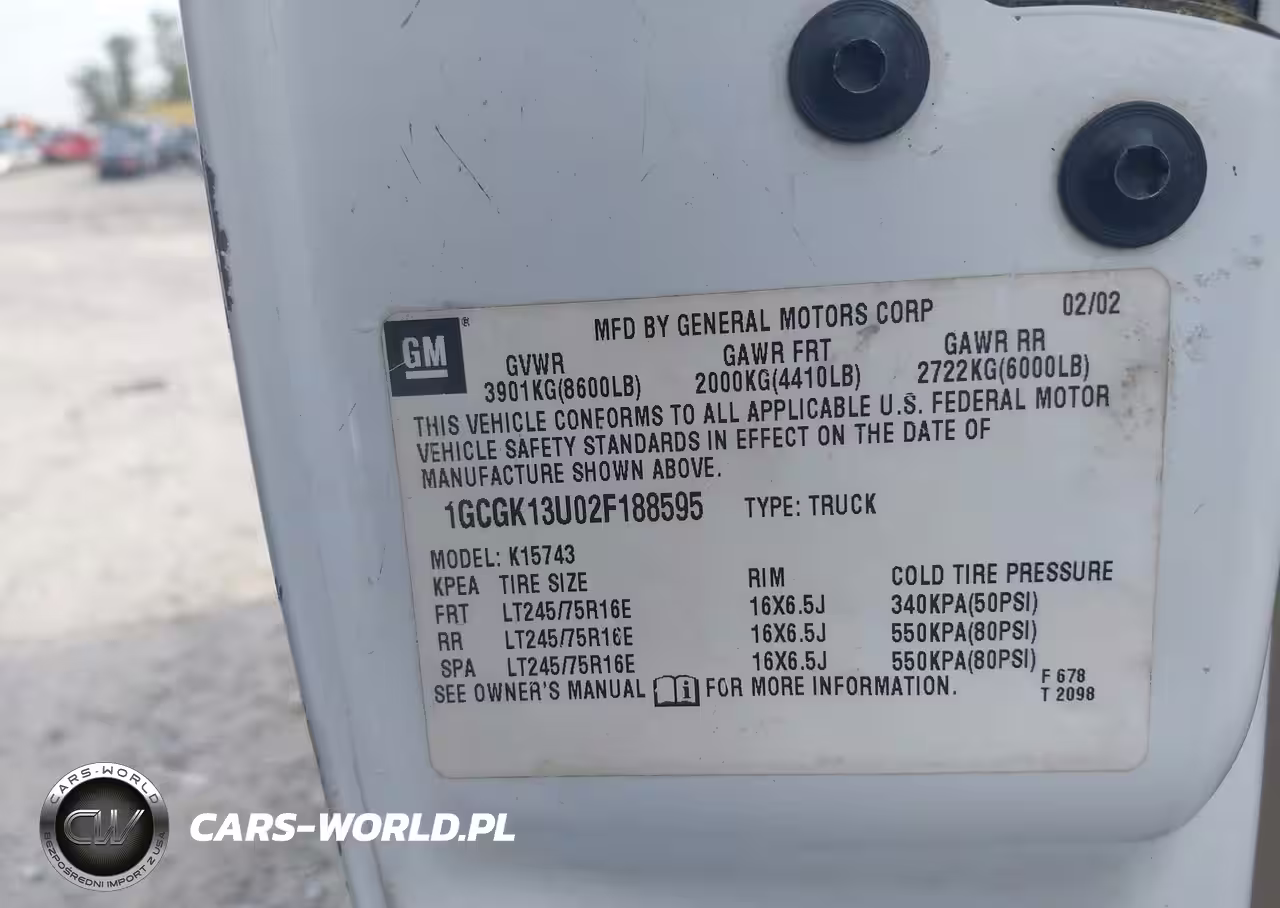 GM ®
MFD BY GENERAL MOTORS CORP 02/02
GVWR GAWR FRT GAWR RR
3901KG(8600LB) 2000KG(4410LB) 2722KG(6000LB)
THIS VEHICLE CONFORMS TO ALL APPLICABLE U.S. FEDERAL MOTOR
VEHICLE SAFETY STANDARDS IN EFFECT ON THE DATE OF
MANUFACTURE SHOWN ABOVE.
1GCGK13U02F188595 TYPE: TRUCK
MODEL: K15743
KPEA TIRE SIZE RIM COLD TIRE PRESSURE
FRT LT245/75R16E 16X6.5J 340KPA(50PSI)
RR LT245/75R16E 16X6.5J 550KPA(80PSI)
SPA LT245/75R16E 16X6.5J 550KPA(80PSI)
SEE OWNER'S MANUAL i FOR MORE INFORMATION.
F 678
T 2098
CARS-WORLD
CW
BEZPOŚREDNI IMPORT Z USA
CARS-WORLD.PL